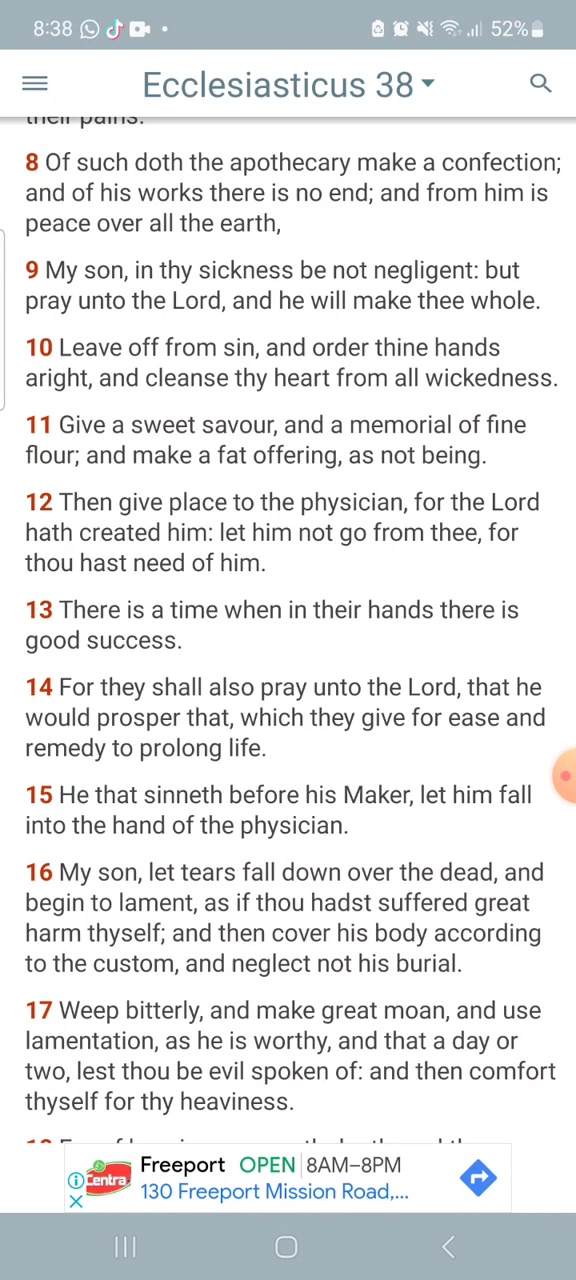 8:38
52%
Ecclesiasticus 38
their pains.
8 Of such doth the apothecary make a confection;
and of his works there is no end; and from him is
peace over all the earth,
9 My son, in thy sickness be not negligent: but
pray unto the Lord, and he will make thee whole.
10 Leave off from sin, and order thine hands
aright, and cleanse thy heart from all wickedness.
11 Give a sweet savour, and a memorial of fine
flour; and make a fat offering, as not being.
12 Then give place to the physician, for the Lord
hath created him: let him not go from thee, for
thou hast need of him.
13 There is a time when in their hands there is
good success.
14 For they shall also pray unto the Lord, that he
would prosper that, which they give for ease and
remedy to prolong life.
15 He that sinneth before his Maker, let him fall
into the hand of the physician.
16 My son, let tears fall down over the dead, and
begin to lament, as if thou hadst suffered great
harm thyself; and then cover his body according
to the custom, and neglect not his burial.
17 Weep bitterly, and make great moan, and use
lamentation, as he is worthy, and that a day or
two, lest thou be evil spoken of: and then comfort
thyself for thy heaviness.
Centra
Freeport OPEN 8AM–8PM
130 Freeport Mission Road,...